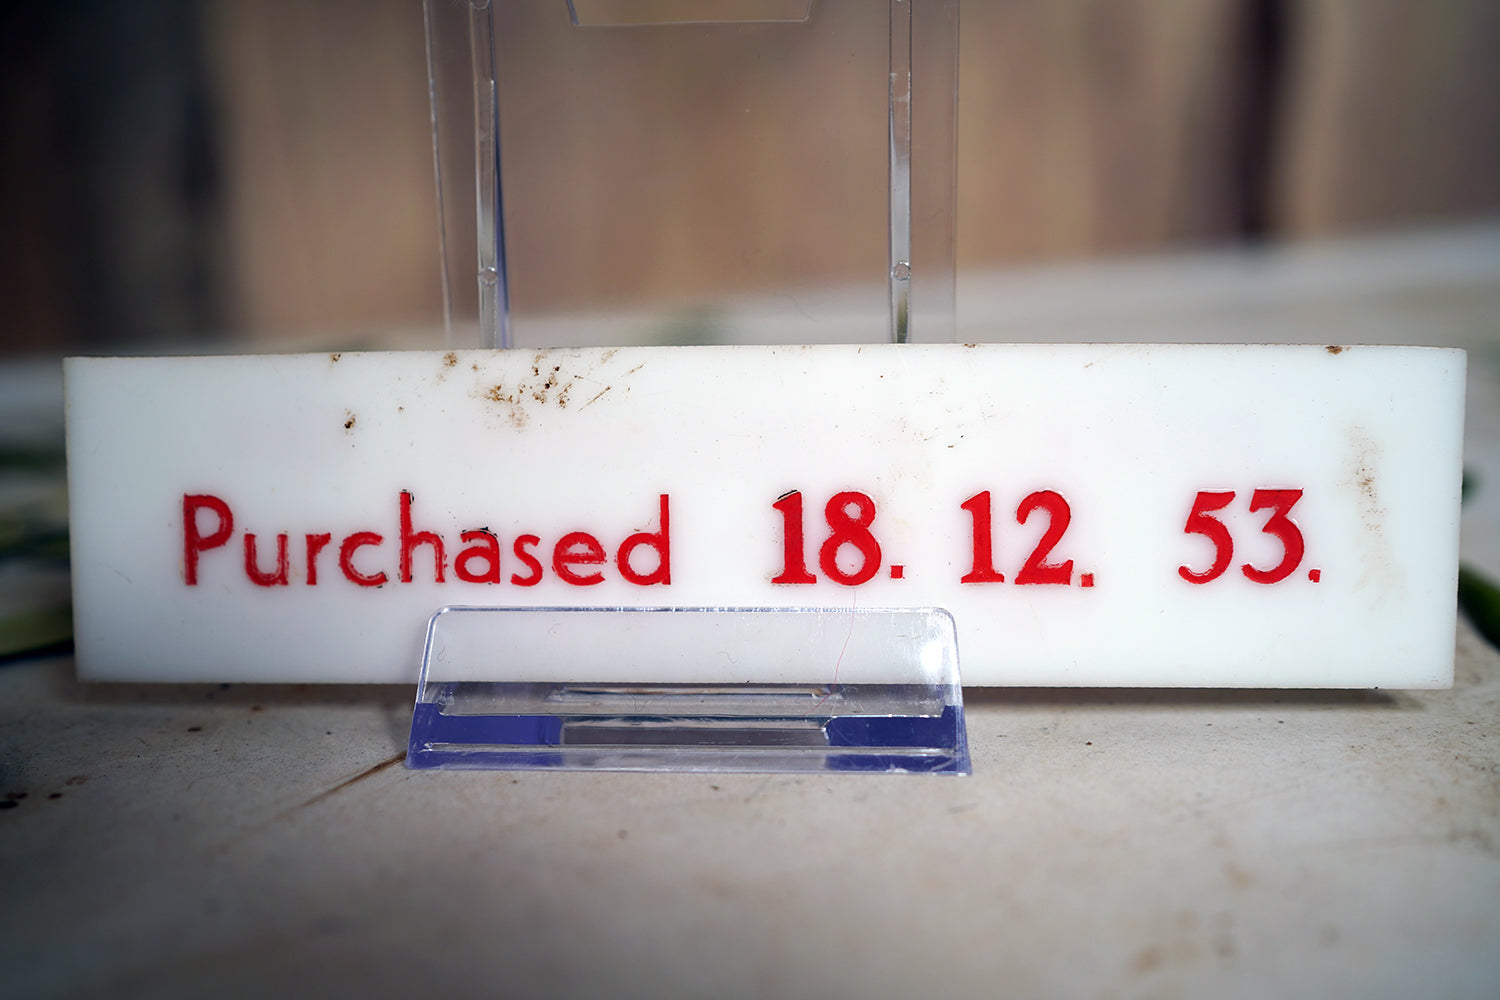 Purchased 18. 12. 53.